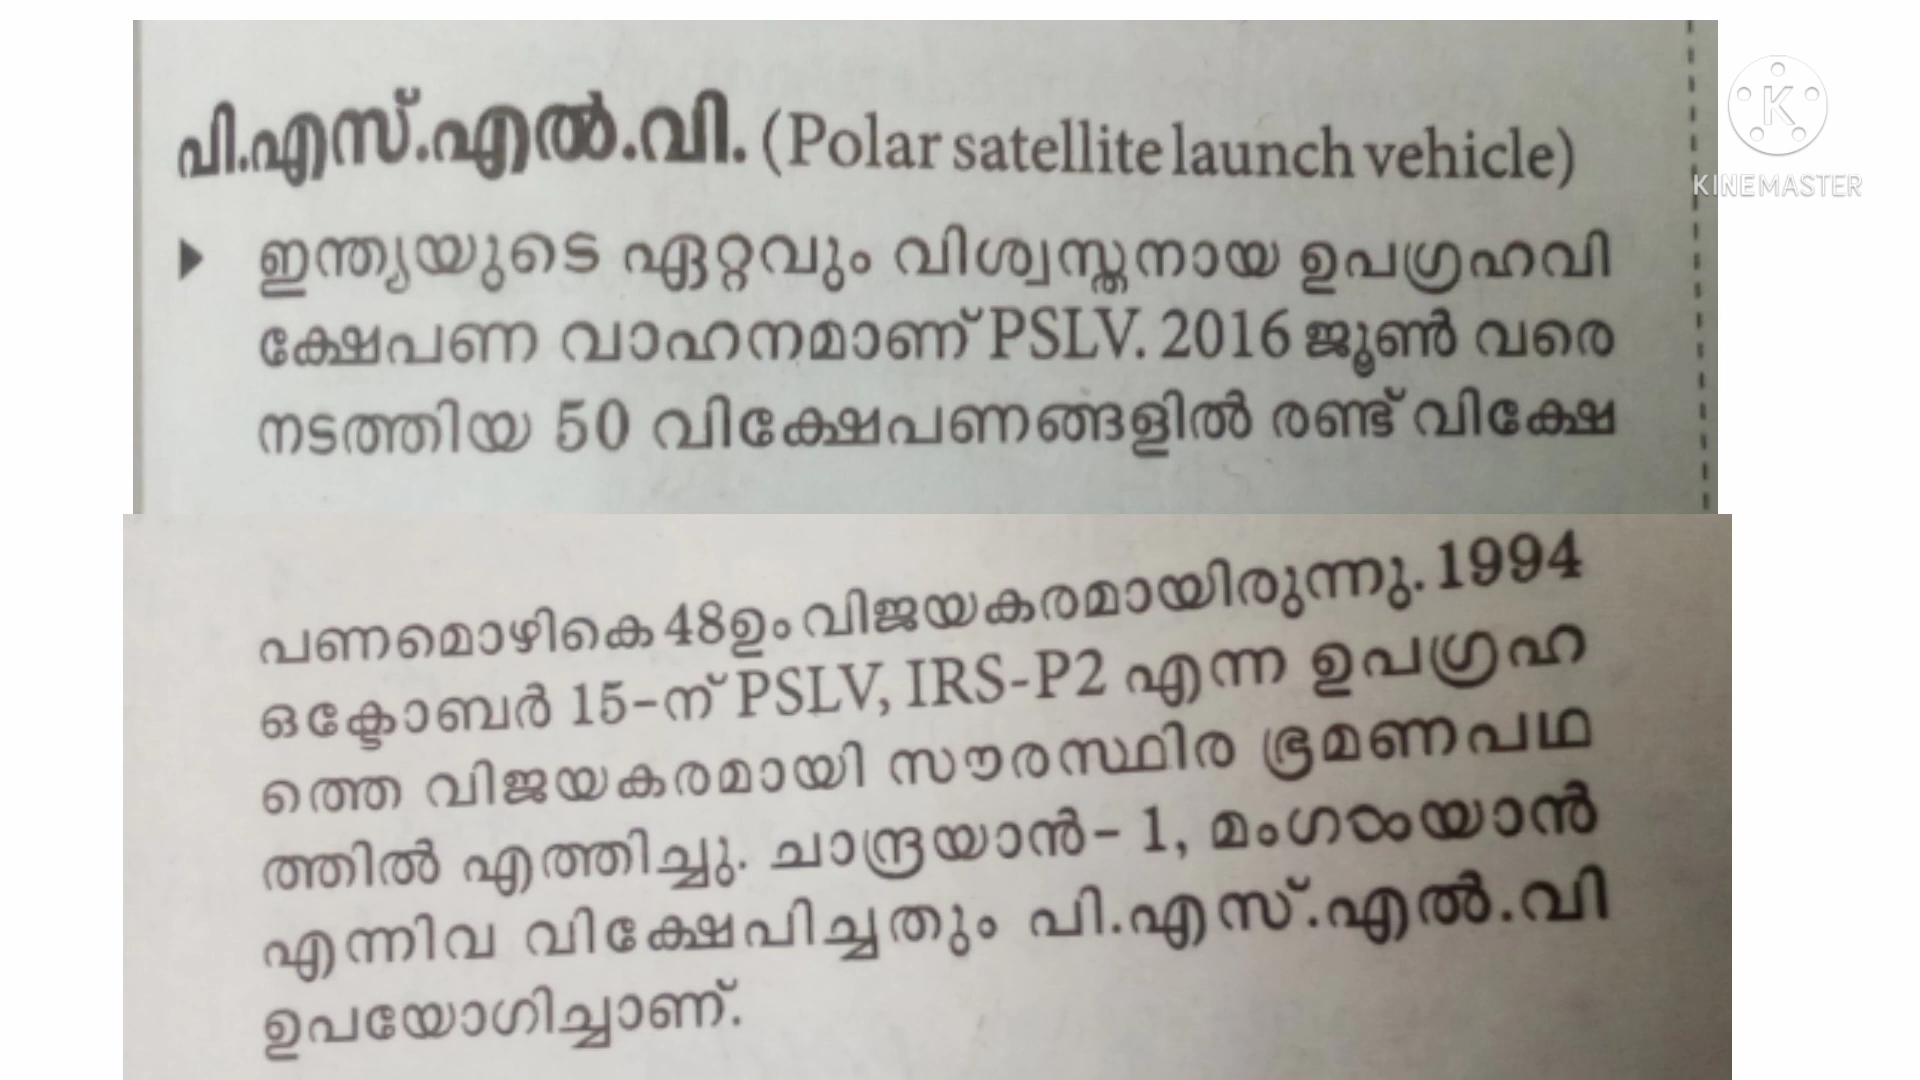 പി.എസ്.എൽ.വി. (Polar satellite launch vehicle)
ഇന്ത്യയുടെ ഏറ്റവും വിശ്വസ്തനായ ഉപഗ്രഹവി
ക്ഷേപണ വാഹനമാണ് PSLV. 2016 ജൂൺ വരെ
നടത്തിയ 50 വിക്ഷേപണങ്ങളിൽ രണ്ട് വിക്ഷേ
പണമൊഴികെ 48ഉം വിജയകരമായിരുന്നു. 1994
ഒക്ടോബർ 15-ന് PSLV, IRS-P2 എന്ന ഉപഗ്രഹ
ത്തെ വിജയകരമായി സൗരസ്ഥിര ഭ്രമണപഥ
ത്തിൽ എത്തിച്ചു. ചാന്ദ്രയാൻ- 1, മംഗൾയാൻ
എന്നിവ വിക്ഷേപിച്ചതും പി.എസ്.എൽ.വി
ഉപയോഗിച്ചാണ്.
KINEMASTER